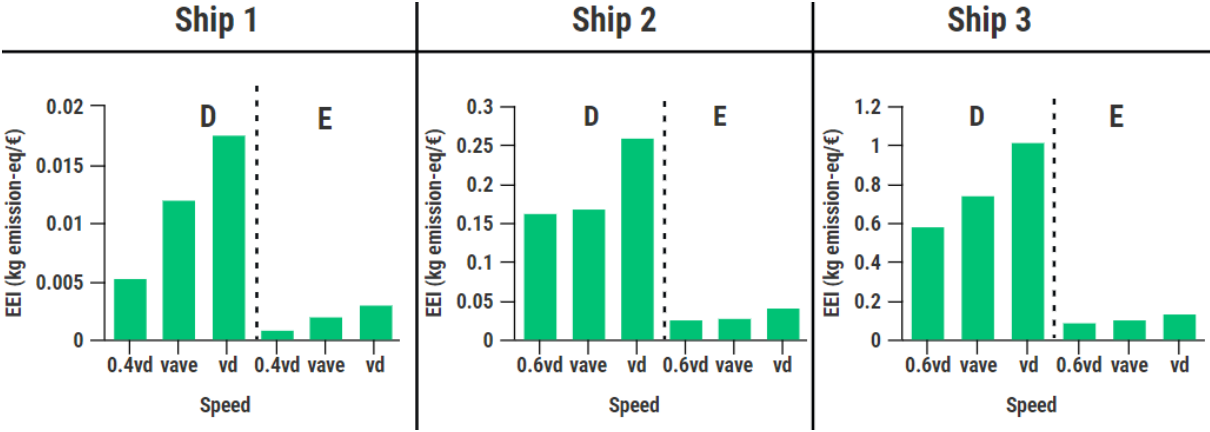 Ship 1
Ship 2
Ship 3
EEI (kg emission-eq/€)
0.02
0.015
0.01
0.005
0
D
E
0.4vd vave vd 0.4vd vave vd
Speed
EEI (kg emission-eq/€)
0.3
0.25
0.2
0.15
0.1
0.05
0
D
E
0.6vd vave vd 0.6vd vave vd
Speed
EEI (kg emission-eq/€)
1.2
1
0.8
0.6
0.4
0.2
0
D
E
0.6vd vave vd 0.6vd vave vd
Speed